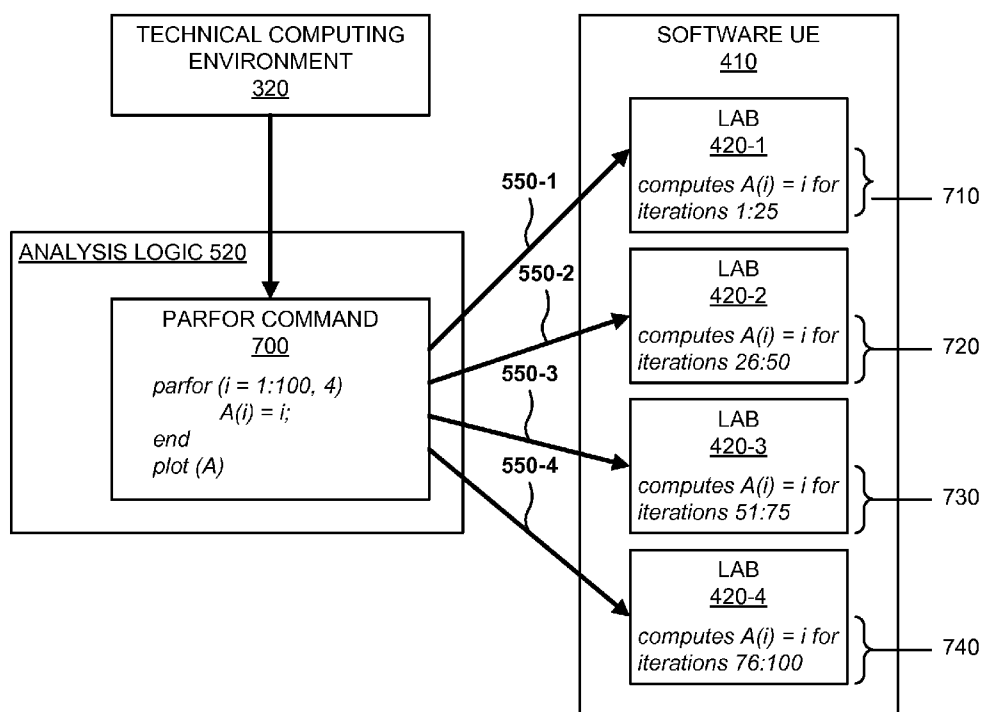 TECHNICAL COMPUTING
ENVIRONMENT
320
ANALYSIS LOGIC 520
PARFOR COMMAND
700
parfor (i = 1:100, 4)
A(i) = i;
end
plot (A)
550-1
550-2
550-3
550-4
SOFTWARE UE
410
LAB
420-1
computes A(i) = i for
iterations 1:25
710
LAB
420-2
computes A(i) = i for
iterations 26:50
720
LAB
420-3
computes A(i) = i for
iterations 51:75
730
LAB
420-4
computes A(i) = i for
iterations 76:100
740